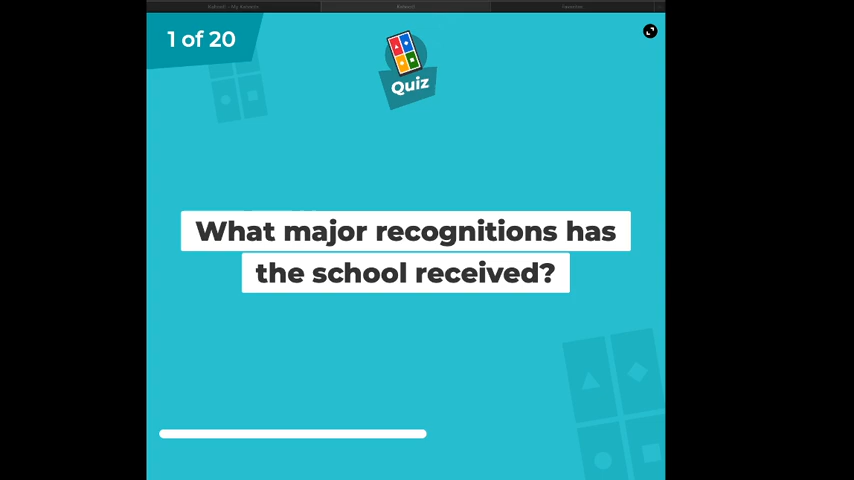 1 of 20
Quiz
What major recognitions has
the school received?